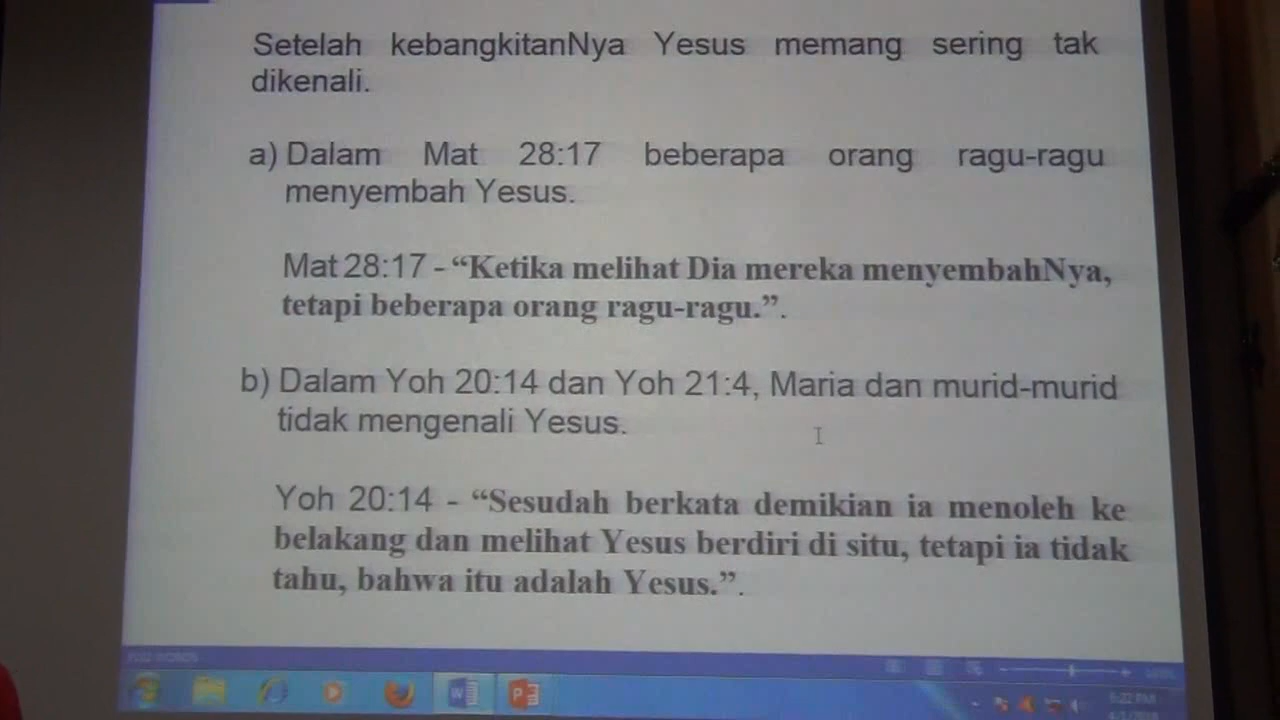 Setelah kebangkitanNya Yesus memang sering tak
dikenali.
a) Dalam Mat 28:17 beberapa orang ragu-ragu
menyembah Yesus.
Mat 28:17 - “Ketika melihat Dia mereka menyembahNya,
tetapi beberapa orang ragu-ragu.”.
b) Dalam Yoh 20:14 dan Yoh 21:4, Maria dan murid-murid
tidak mengenali Yesus.
Yoh 20:14 - “Sesudah berkata demikian ia menoleh ke
belakang dan melihat Yesus berdiri di situ, tetapi ia tidak
tahu, bahwa itu adalah Yesus.”.
6:22 PM